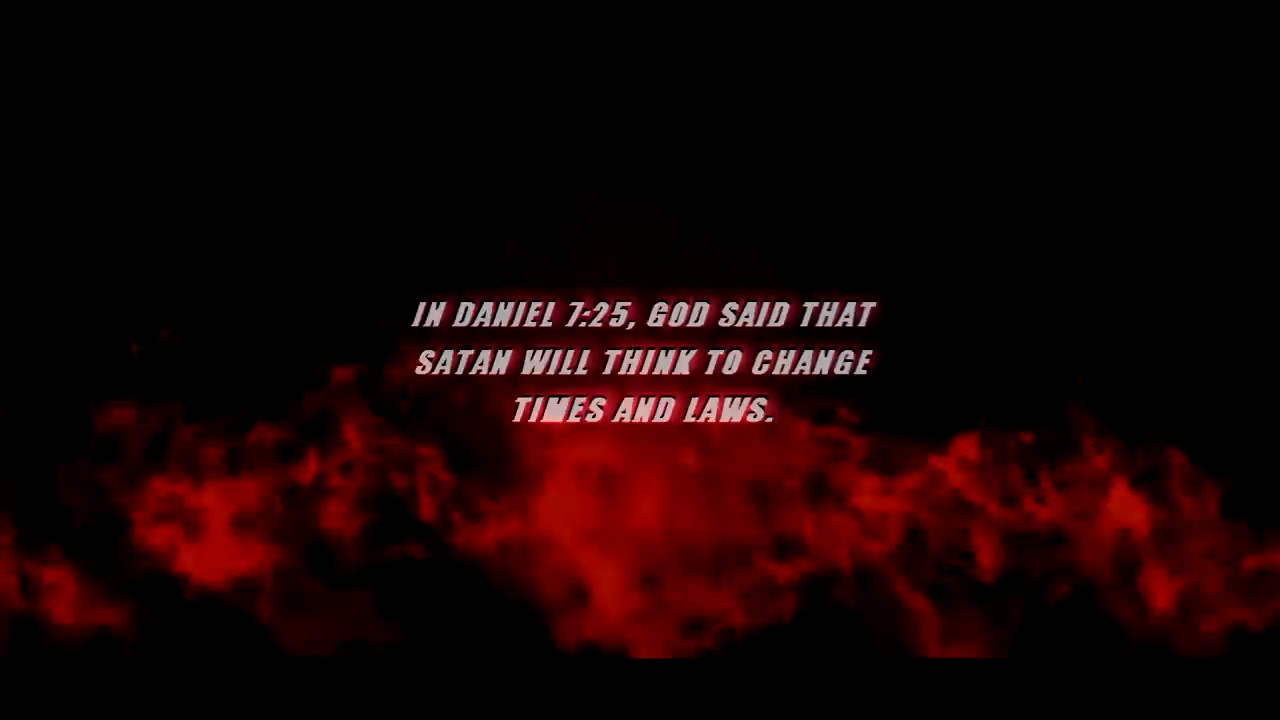 IN DANIEL 7:25, GOD SAID THAT
SATAN WILL THINK TO CHANGE
TIMES AND LAWS.